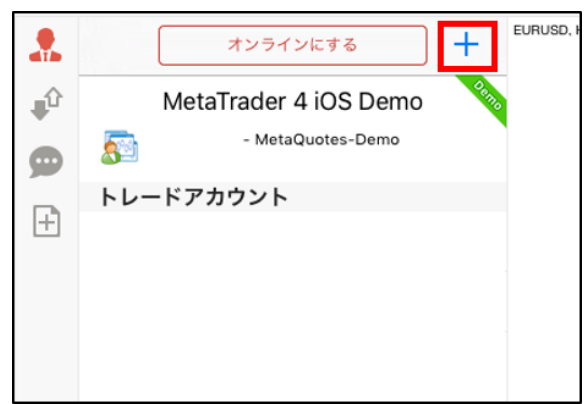 オンラインにする
EURUSD, H
Demo
MetaTrader 4 iOS Demo
- MetaQuotes-Demo
トレードアカウント